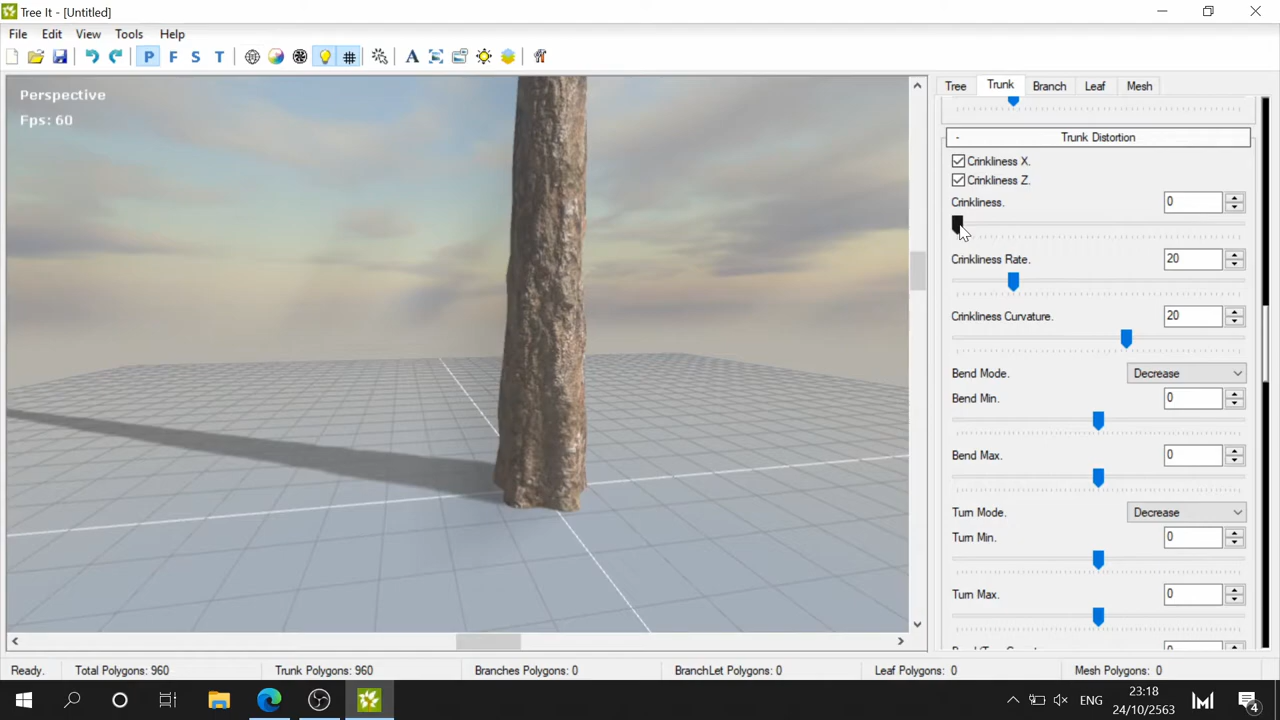 Tree It - [Untitled]
File Edit View Tools Help
P F S T A
Perspective
Fps: 60
Tree Trunk Branch Leaf Mesh
- Trunk Distortion
Crinkliness X.
Crinkliness Z.
Crinkliness. 0
Crinkliness Rate. 20
Crinkliness Curvature. 20
Bend Mode. Decrease
Bend Min. 0
Bend Max. 0
Turn Mode. Decrease
Turn Min. 0
Turn Max. 0
Ready. Total Polygons: 960 Trunk Polygons: 960 Branches Polygons: 0 BranchLet Polygons: 0 Leaf Polygons: 0 Mesh Polygons: 0
ENG
23:18
24/10/2563
4